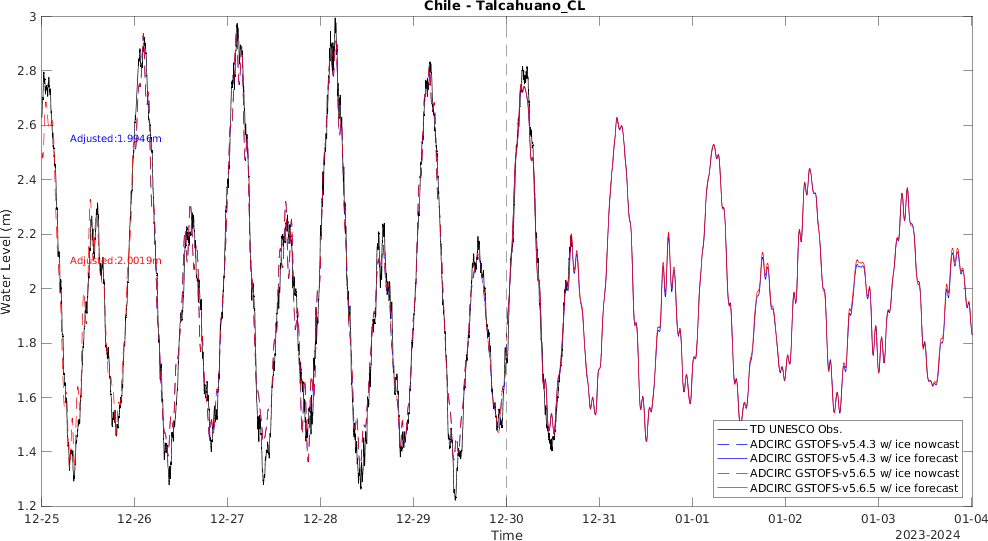 Chile - Talcahuano_CL
3
2.8
2.6
2.4
2.2
2
1.8
1.6
1.4
1.2
Water Level (m)
Adjusted:1.9946m
Adjusted:2.0019m
TD UNESCO Obs.
ADCIRC GSTOFS-v5.4.3 w/ ice nowcast
ADCIRC GSTOFS-v5.4.3 w/ ice forecast
ADCIRC GSTOFS-v5.6.5 w/ ice nowcast
ADCIRC GSTOFS-v5.6.5 w/ ice forecast
12-25 12-26 12-27 12-28 12-29 12-30 12-31 01-01 01-02 01-03 01-04
Time
2023-2024